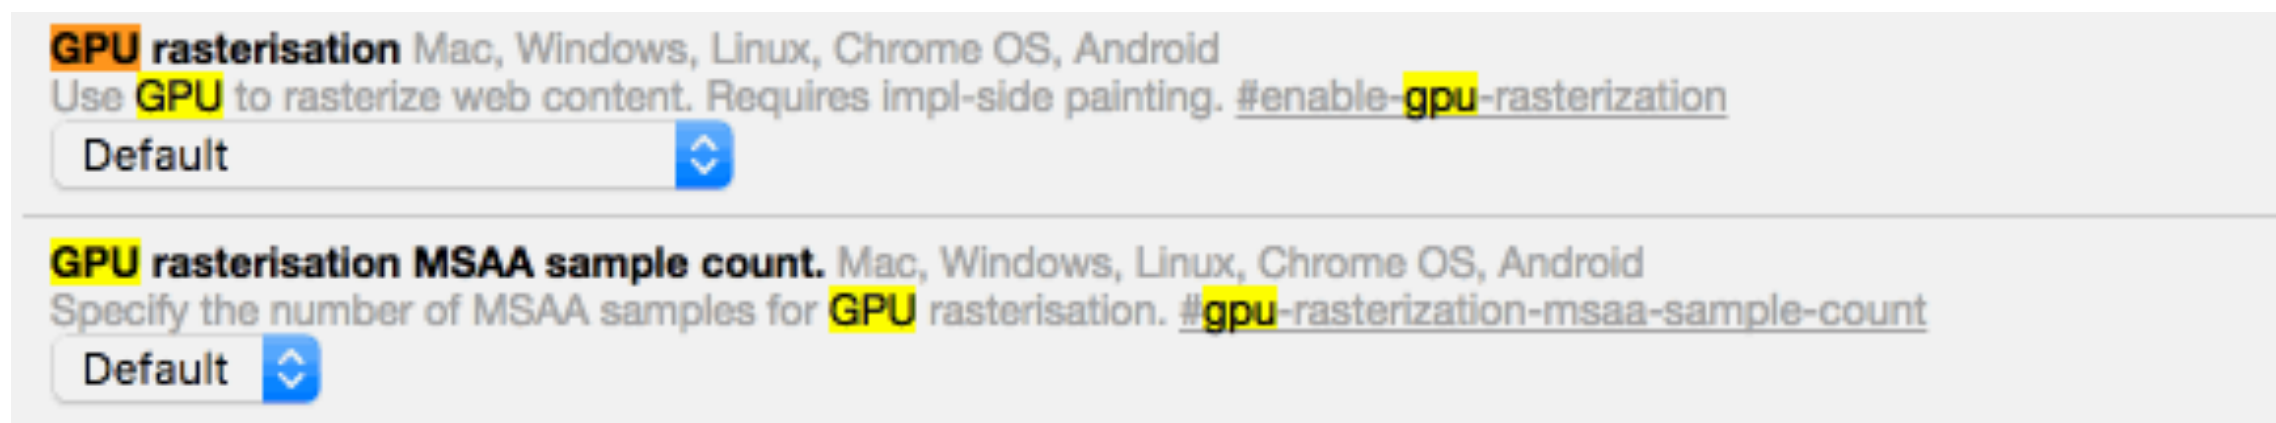 GPU rasterisation Mac, Windows, Linux, Chrome OS, Android
Use GPU to rasterize web content. Requires impl-side painting. #enable-gpu-rasterization
Default
GPU rasterisation MSAA sample count. Mac, Windows, Linux, Chrome OS, Android
Specify the number of MSAA samples for GPU rasterisation. #gpu-rasterization-msaa-sample-count
Default